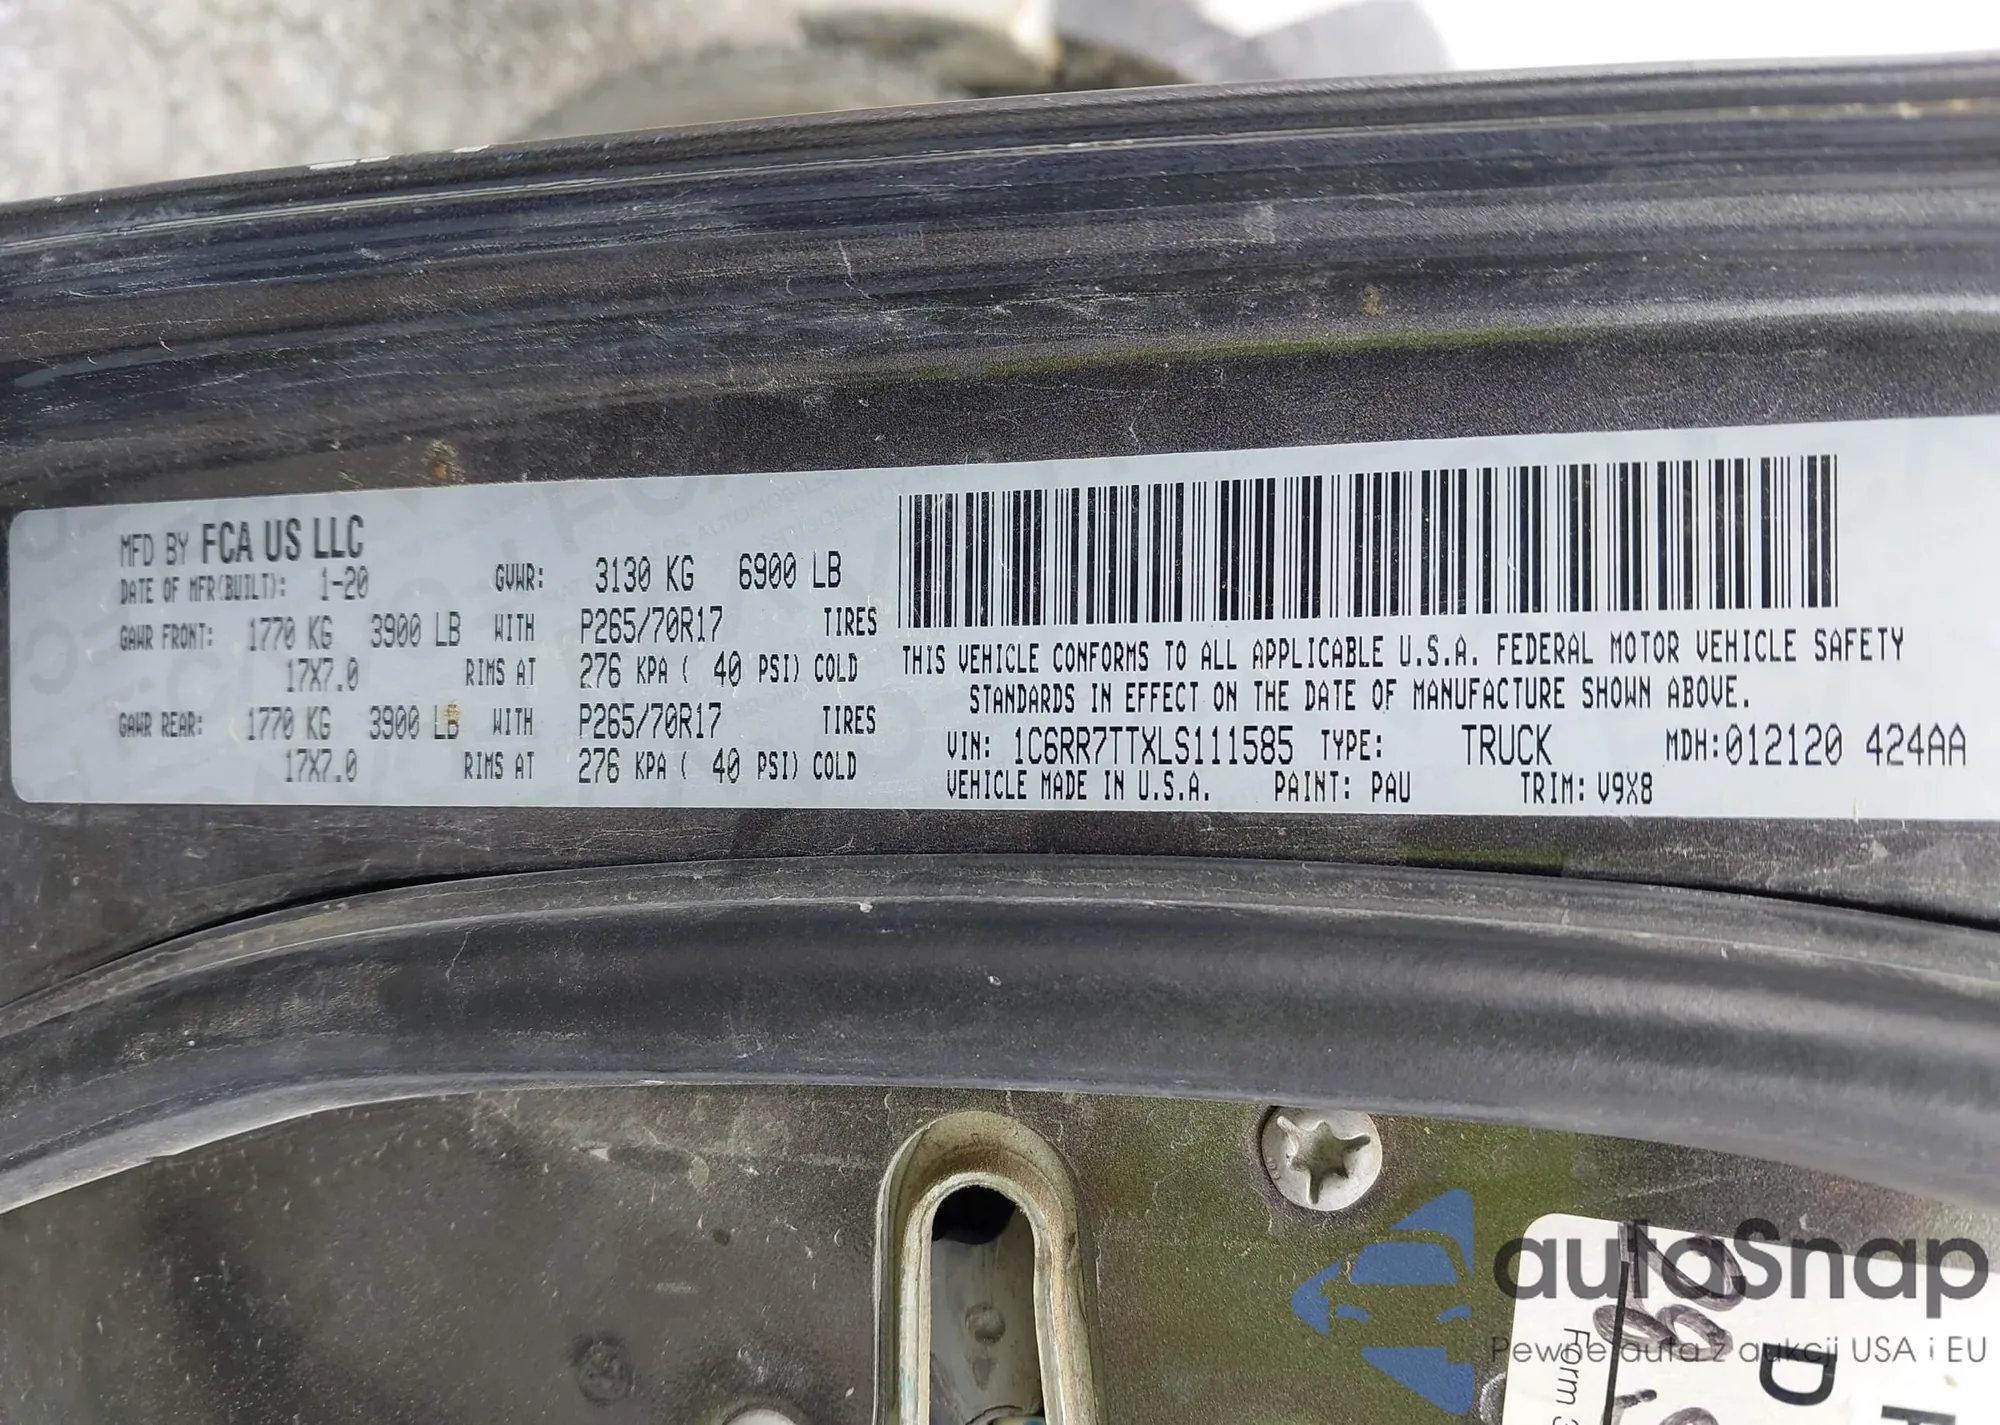 MFD BY FCA US LLC
DATE OF MFR(BUILT): 1-20 GVWR: 3130 KG 6900 LB
GAWR FRONT: 1770 KG 3900 LB WITH P265/70R17 TIRES
17X7.0 RIMS AT 276 KPA ( 40 PSI) COLD
GAWR REAR: 1770 KG 3900 LB WITH P265/70R17 TIRES
17X7.0 RIMS AT 276 KPA ( 40 PSI) COLD
THIS VEHICLE CONFORMS TO ALL APPLICABLE U.S.A. FEDERAL MOTOR VEHICLE SAFETY
STANDARDS IN EFFECT ON THE DATE OF MANUFACTURE SHOWN ABOVE.
VIN: 1C6RR7TTXLS111585 TYPE: TRUCK MDH:012120 424AA
VEHICLE MADE IN U.S.A. PAINT: PAU TRIM: V9X8
autoSnap
Pewne auta z aukcji USA i EU
Form
D